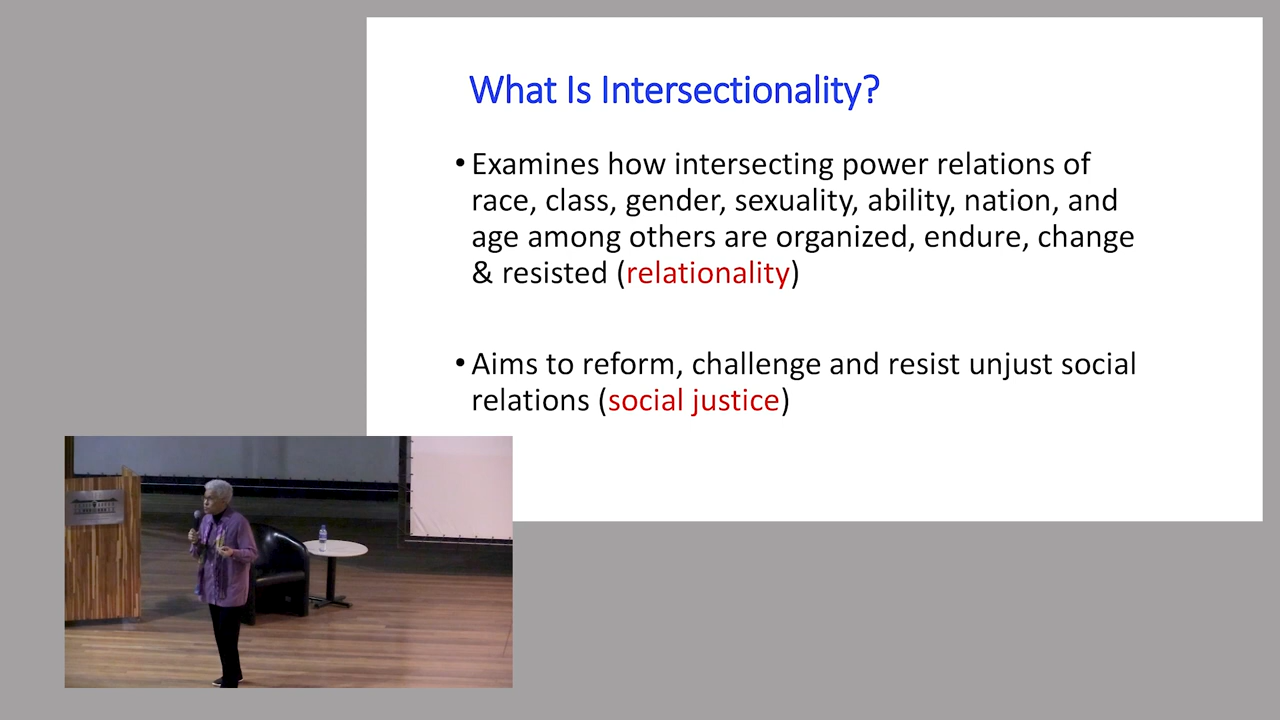 What Is Intersectionality?
• Examines how intersecting power relations of
race, class, gender, sexuality, ability, nation, and
age among others are organized, endure, change
& resisted (relationality)
• Aims to reform, challenge and resist unjust social
relations (social justice)